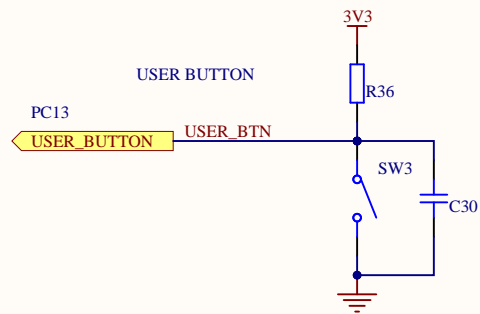 3V3
USER BUTTON
R36
PC13
USER_BUTTON
USER_BTN
SW3
C30